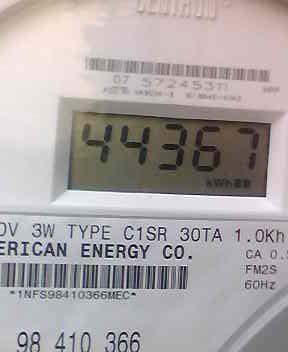 CENTRON
07 57245311
44367
kWh
3W TYPE C1SR 30TA 1.0Kh
ERICAN ENERGY CO.
CA 0.
*1NFS98410366MEC*
FM2S
60Hz
98 410 366